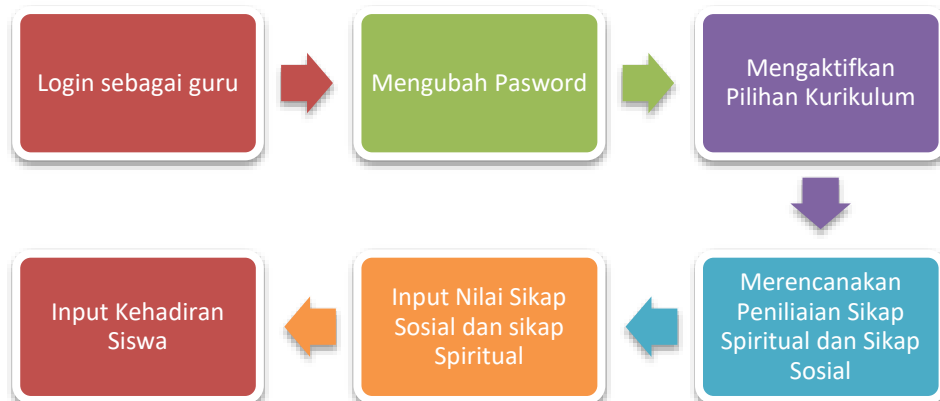 Login sebagai guru
Mengubah Pasword
Mengaktifkan
Pilihan Kurikulum
Merencanakan
Peniliaian Sikap
Spiritual dan Sikap
Sosial
Input Nilai Sikap
Sosial dan sikap
Spiritual
Input Kehadiran
Siswa